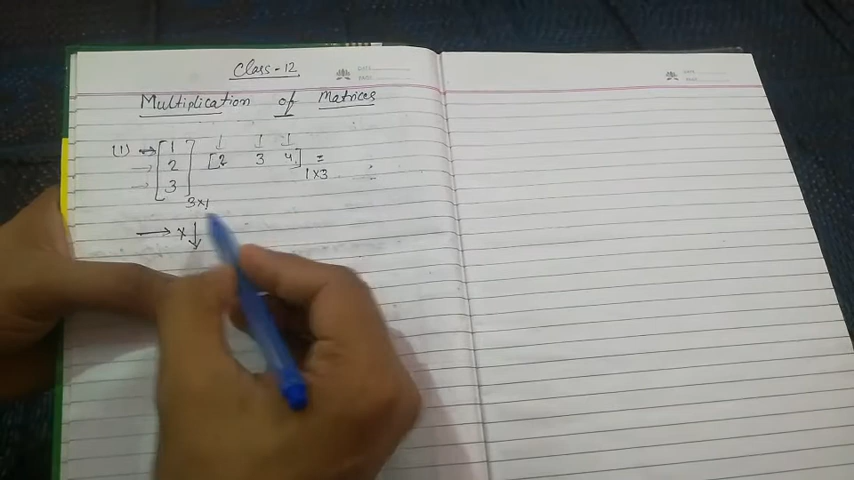 Class - 12
Multiplication of Matrices
(1) → [1 2 3] [2 3 4] =
3×1 1×3
→ × ↓